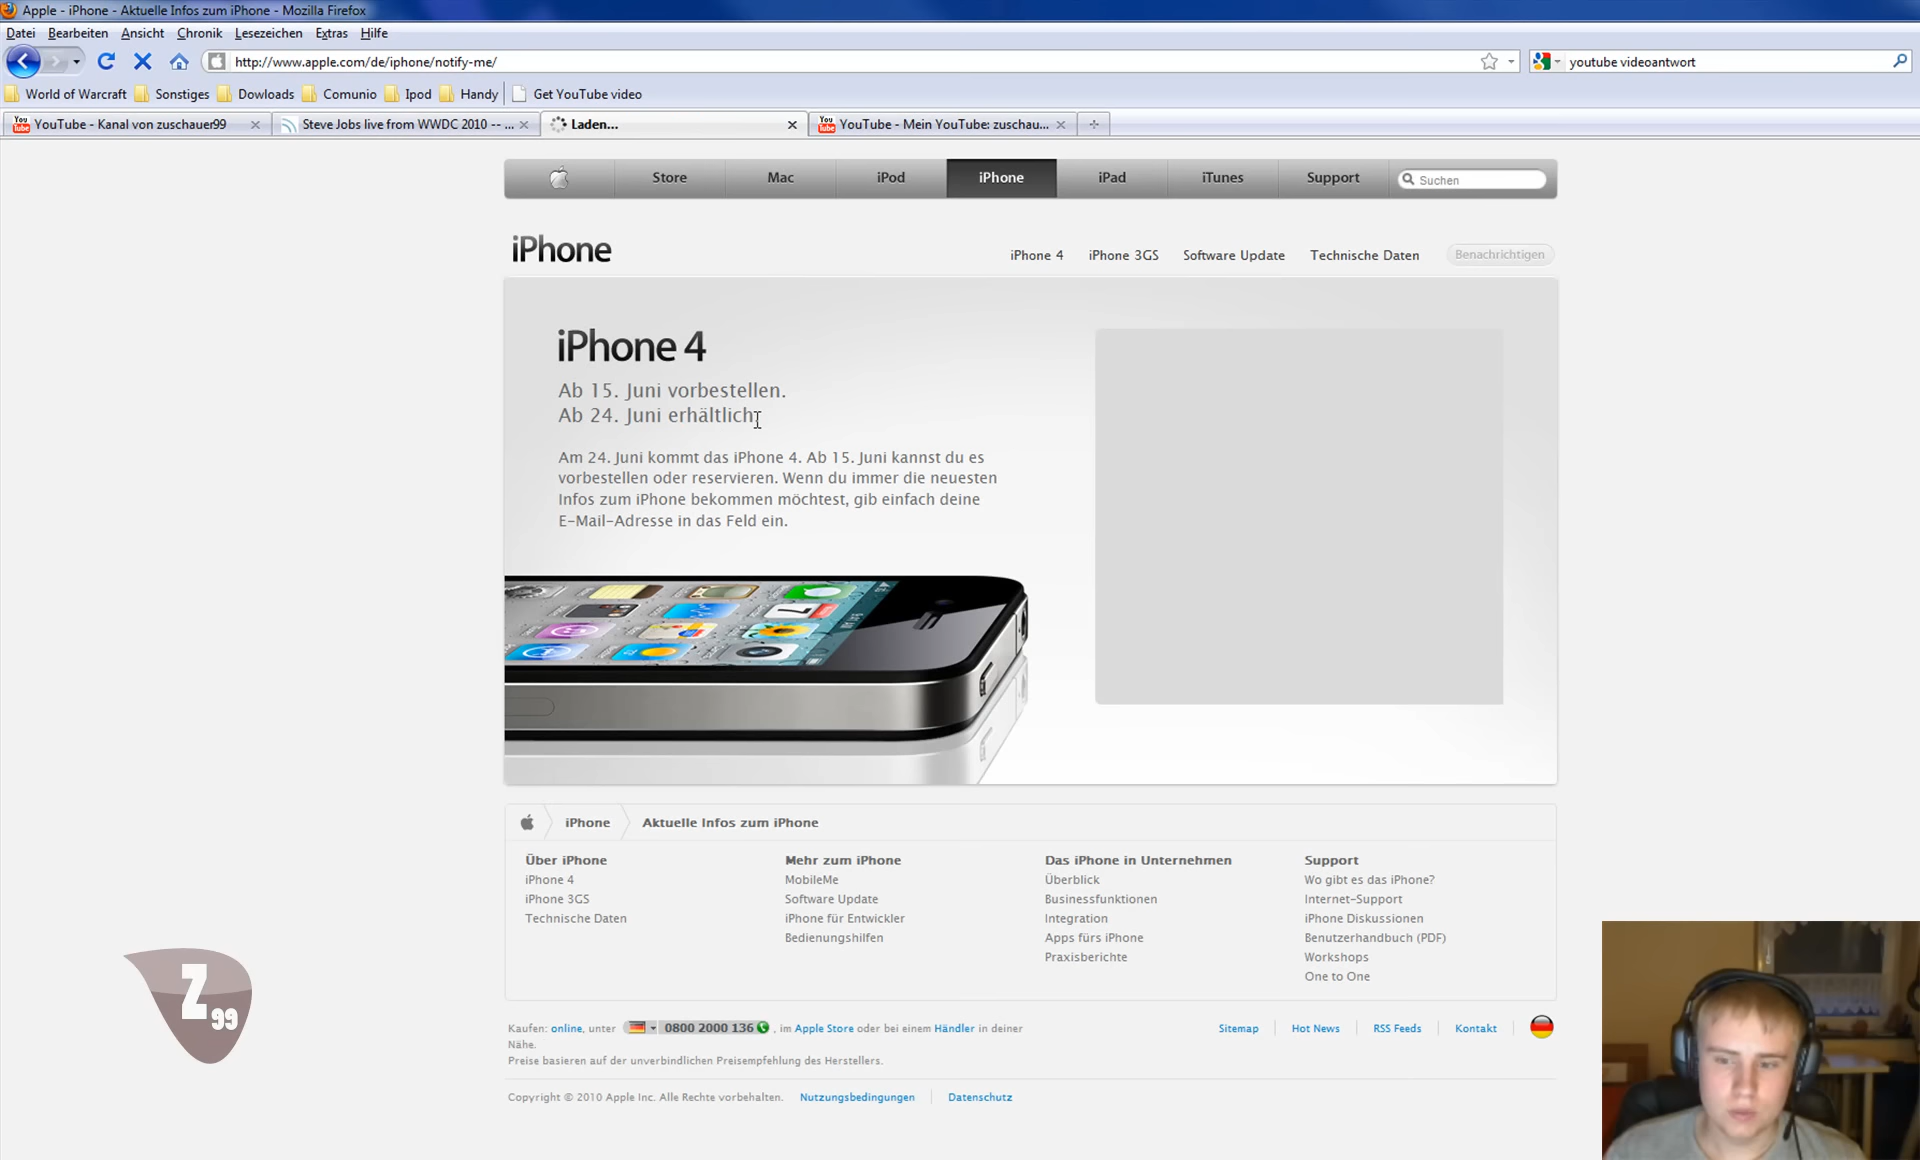 Apple - iPhone - Aktuelle Infos zum iPhone - Mozilla Firefox
Datei Bearbeiten Ansicht Chronik Lesezeichen Extras Hilfe
http://www.apple.com/de/iphone/notify-me/ youtube videoantwort
World of Warcraft Sonstiges Dowloads Comunio Ipod Handy Get YouTube video
YouTube - Kanal von zuschauer99 Steve Jobs live from WWDC 2010 -- ... Laden... YouTube - Mein YouTube: zuschau...
Store Mac iPod iPhone iPad iTunes Support Suchen
iPhone
iPhone 4 iPhone 3GS Software Update Technische Daten Benachrichtigen
iPhone 4
Ab 15. Juni vorbestellen.
Ab 24. Juni erhältlich.
Am 24. Juni kommt das iPhone 4. Ab 15. Juni kannst du es
vorbestellen oder reservieren. Wenn du immer die neuesten
Infos zum iPhone bekommen möchtest, gib einfach deine
E-Mail-Adresse in das Feld ein.
iPhone Aktuelle Infos zum iPhone
Über iPhone
iPhone 4
iPhone 3GS
Technische Daten
Mehr zum iPhone
MobileMe
Software Update
iPhone für Entwickler
Bedienungshilfen
Das iPhone in Unternehmen
Überblick
Businessfunktionen
Integration
Apps fürs iPhone
Praxisberichte
Support
Wo gibt es das iPhone?
Internet-Support
iPhone Diskussionen
Benutzerhandbuch (PDF)
Workshops
One to One
Z
99
Kaufen: online, unter 0800 2000 136 , im Apple Store oder bei einem Händler in deiner
Nähe.
Preise basieren auf der unverbindlichen Preisempfehlung des Herstellers.
Sitemap Hot News RSS Feeds Kontakt
Copyright © 2010 Apple Inc. Alle Rechte vorbehalten. Nutzungsbedingungen Datenschutz